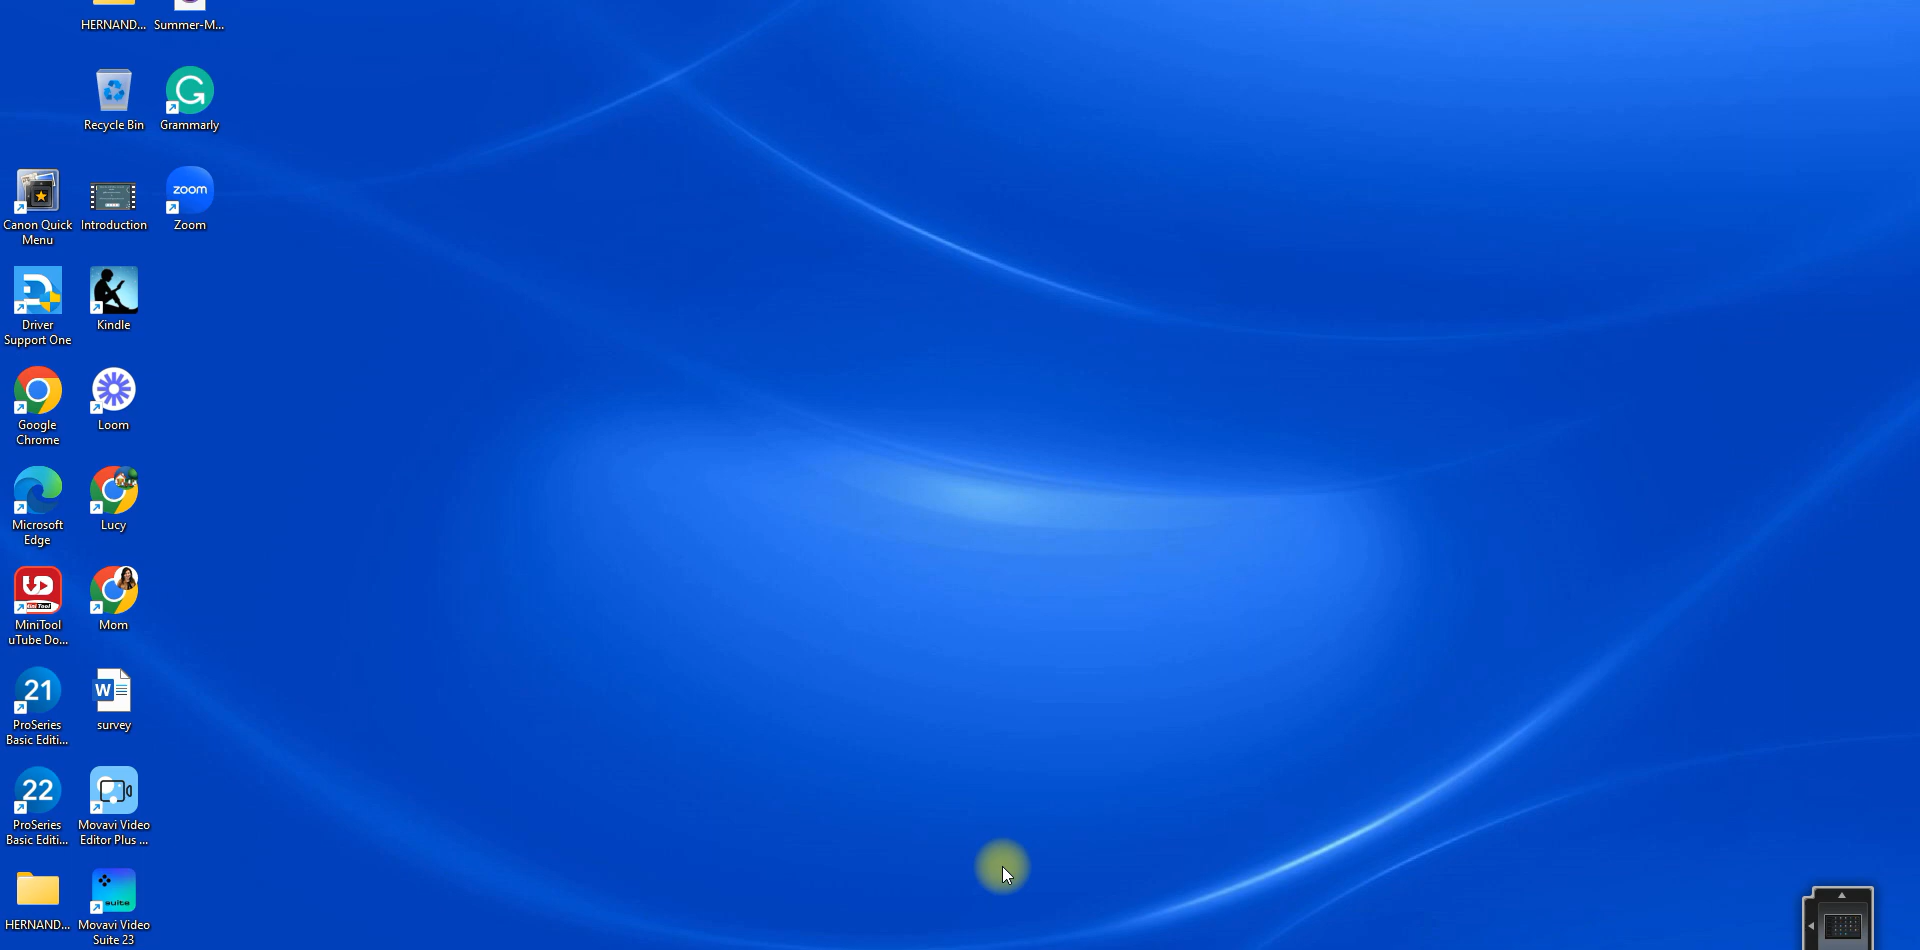 HERNAND...
Summer-M...
Recycle Bin
Grammarly
Canon Quick
Menu
Introduction
zoom
Zoom
Driver
Support One
Kindle
Google
Chrome
Loom
Microsoft
Edge
Lucy
MiniTool
uTube Do...
Mom
21
ProSeries
Basic Editi...
W
survey
22
ProSeries
Basic Editi...
Movavi Video
Editor Plus ...
HERNAND...
suite
Movavi Video
Suite 23